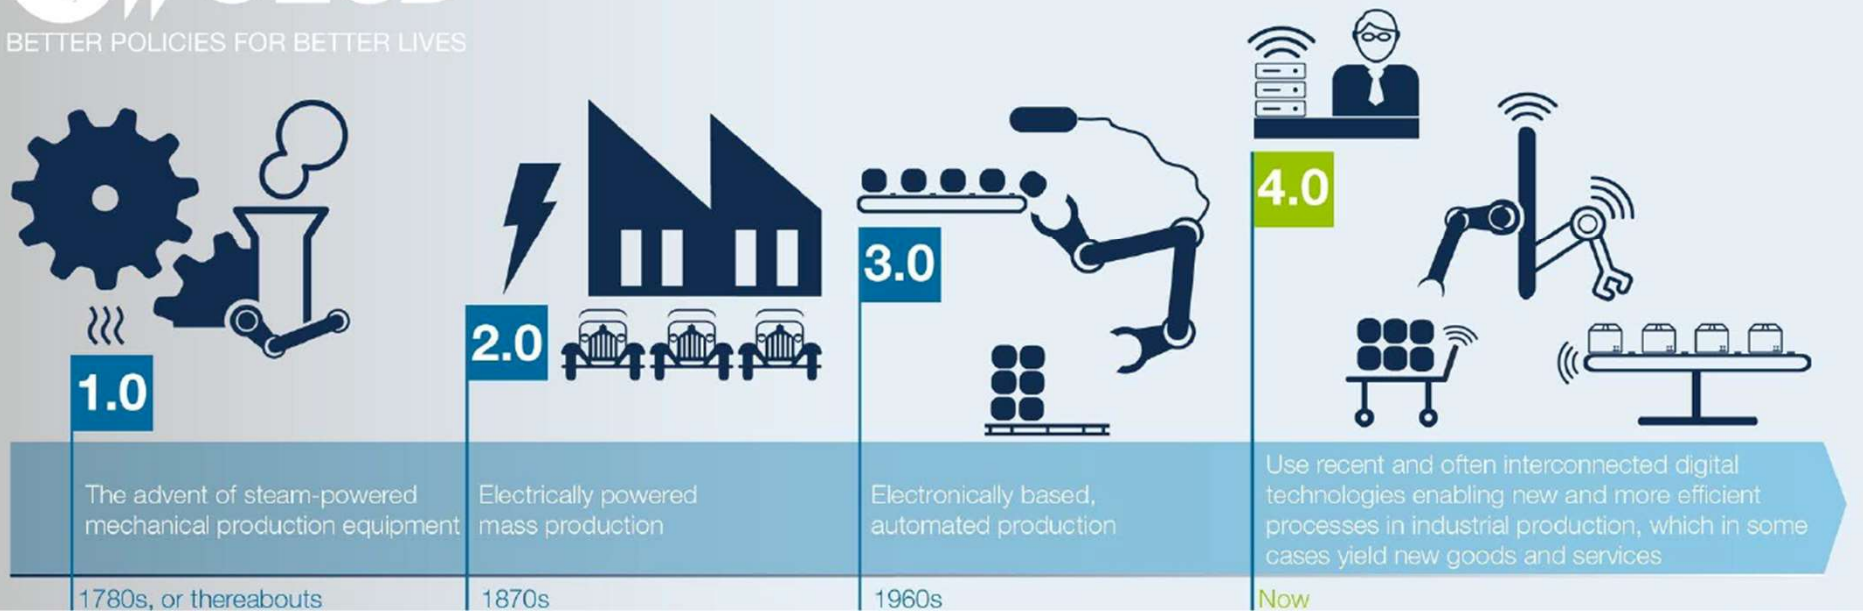 BETTER POLICIES FOR BETTER LIVES
1.0
The advent of steam-powered
mechanical production equipment
1780s, or thereabouts
2.0
Electrically powered
mass production
1870s
3.0
Electronically based,
automated production
1960s
4.0
Use recent and often interconnected digital
technologies enabling new and more efficient
processes in industrial production, which in some
cases yield new goods and services
Now